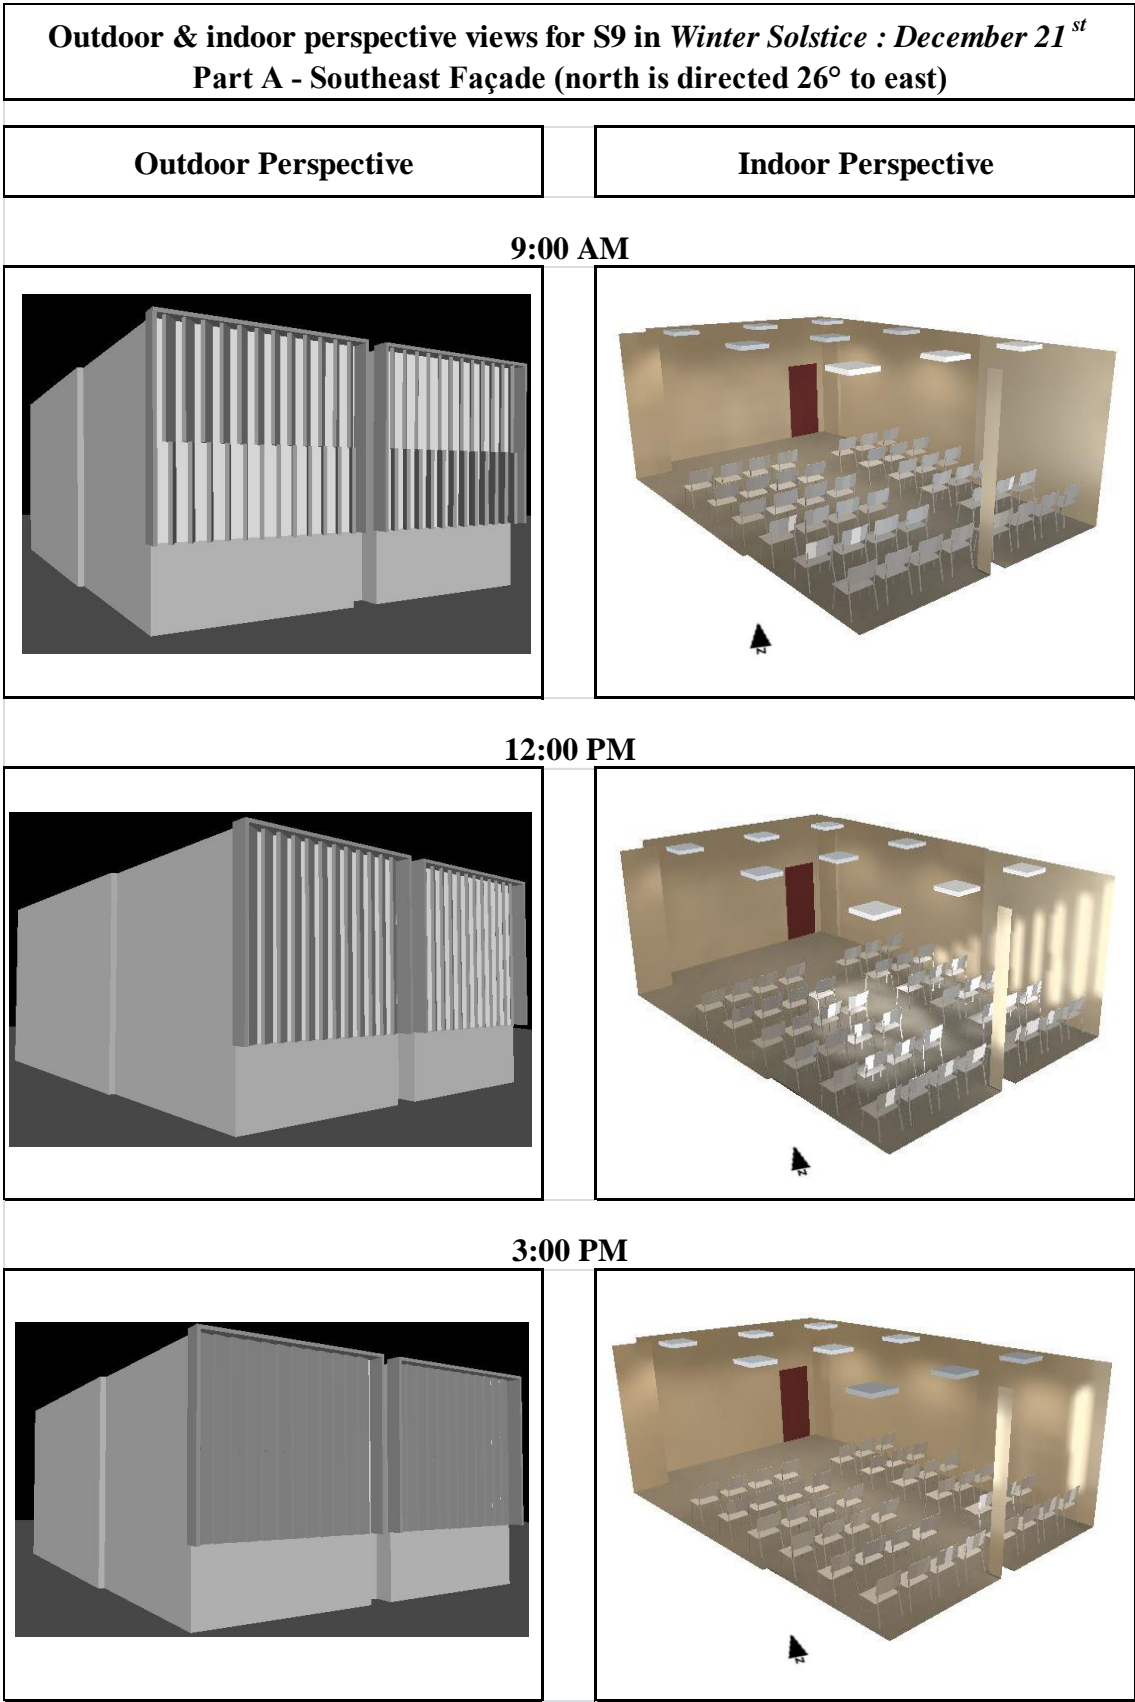 Outdoor & indoor perspective views for S9 in Winter Solstice : December 21st
Part A - Southeast Façade (north is directed 26° to east)
Outdoor Perspective
Indoor Perspective
9:00 AM
N
12:00 PM
N
3:00 PM
N